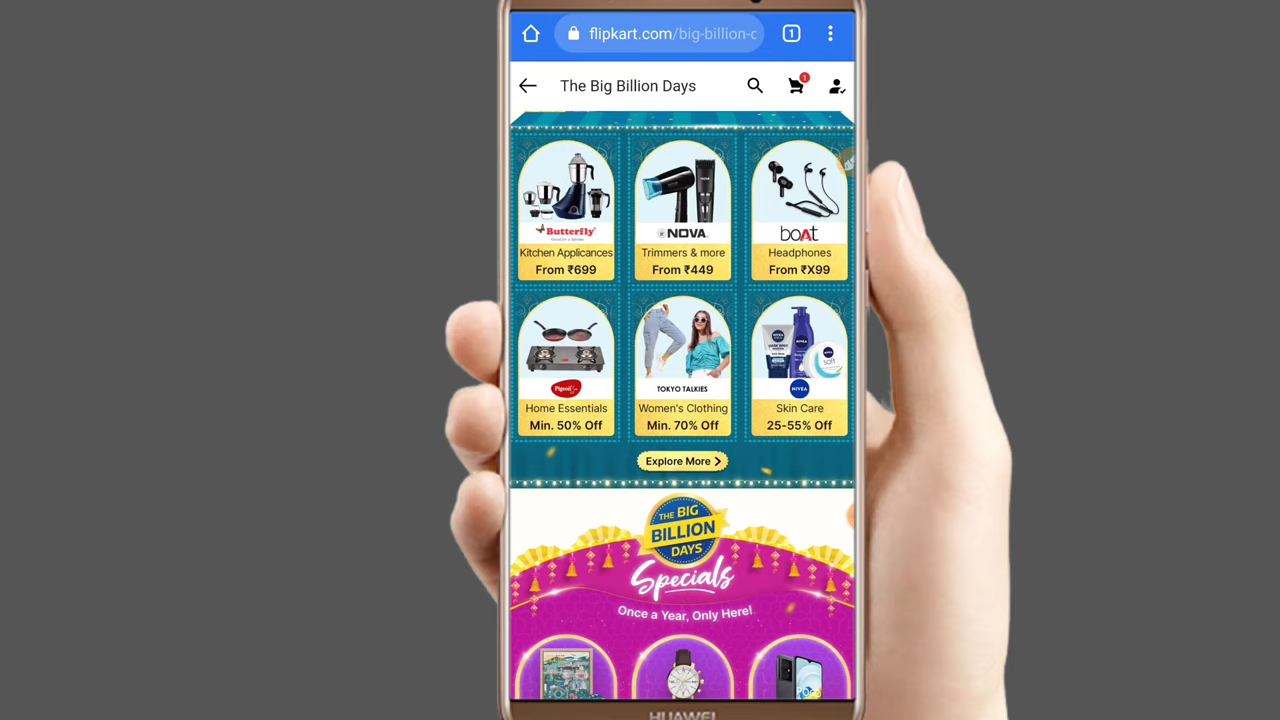 flipkart.com/big-billion-c
1
The Big Billion Days
1
Butterfly
NOVA
boAt
Kitchen Applicances
Trimmers & more
Headphones
From ₹699
From ₹449
From ₹X99
Pigeon
TOKYO TALKIES
NIVEA
Home Essentials
Women's Clothing
Skin Care
Min. 50% Off
Min. 70% Off
25-55% Off
Explore More
THE BIG
BILLION
DAYS
Specials
Once a Year, Only Here!
POCO
HUAWEI